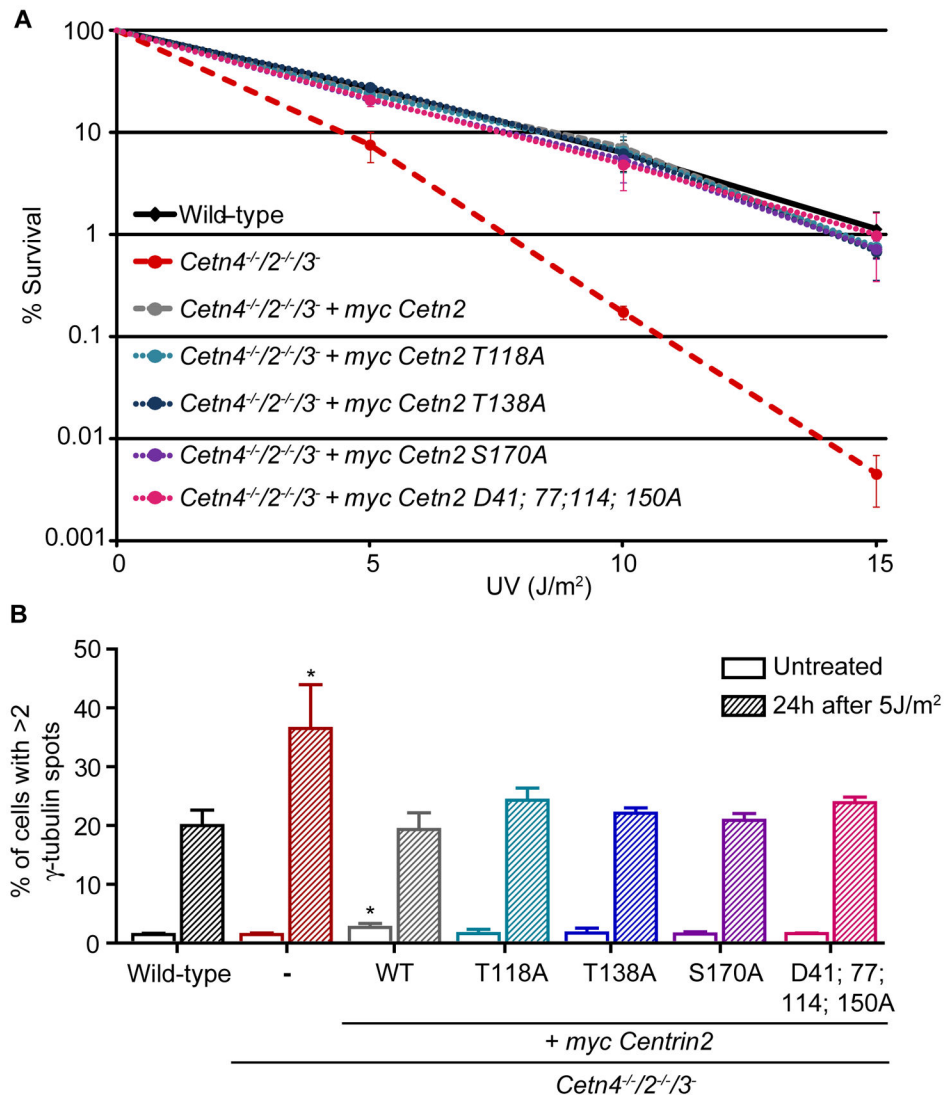 A
100
10
1
0.1
0.01
0.001
% Survival
Wild-type
Cetn4-/-/2-/-/3-
Cetn4-/-/2-/-/3- + myc Cetn2
Cetn4-/-/2-/-/3- + myc Cetn2 T118A
Cetn4-/-/2-/-/3- + myc Cetn2 T138A
Cetn4-/-/2-/-/3- + myc Cetn2 S170A
Cetn4-/-/2-/-/3- + myc Cetn2 D41; 77;114; 150A
0 5 10 15
UV (J/m²)
B
50
40
30
20
10
0
% of cells with >2
γ-tubulin spots
Untreated
24h after 5J/m²
*
*
Wild-type - WT T118A T138A S170A D41; 77;
114; 150A
+ myc Centrin2
Cetn4-/-/2-/-/3-